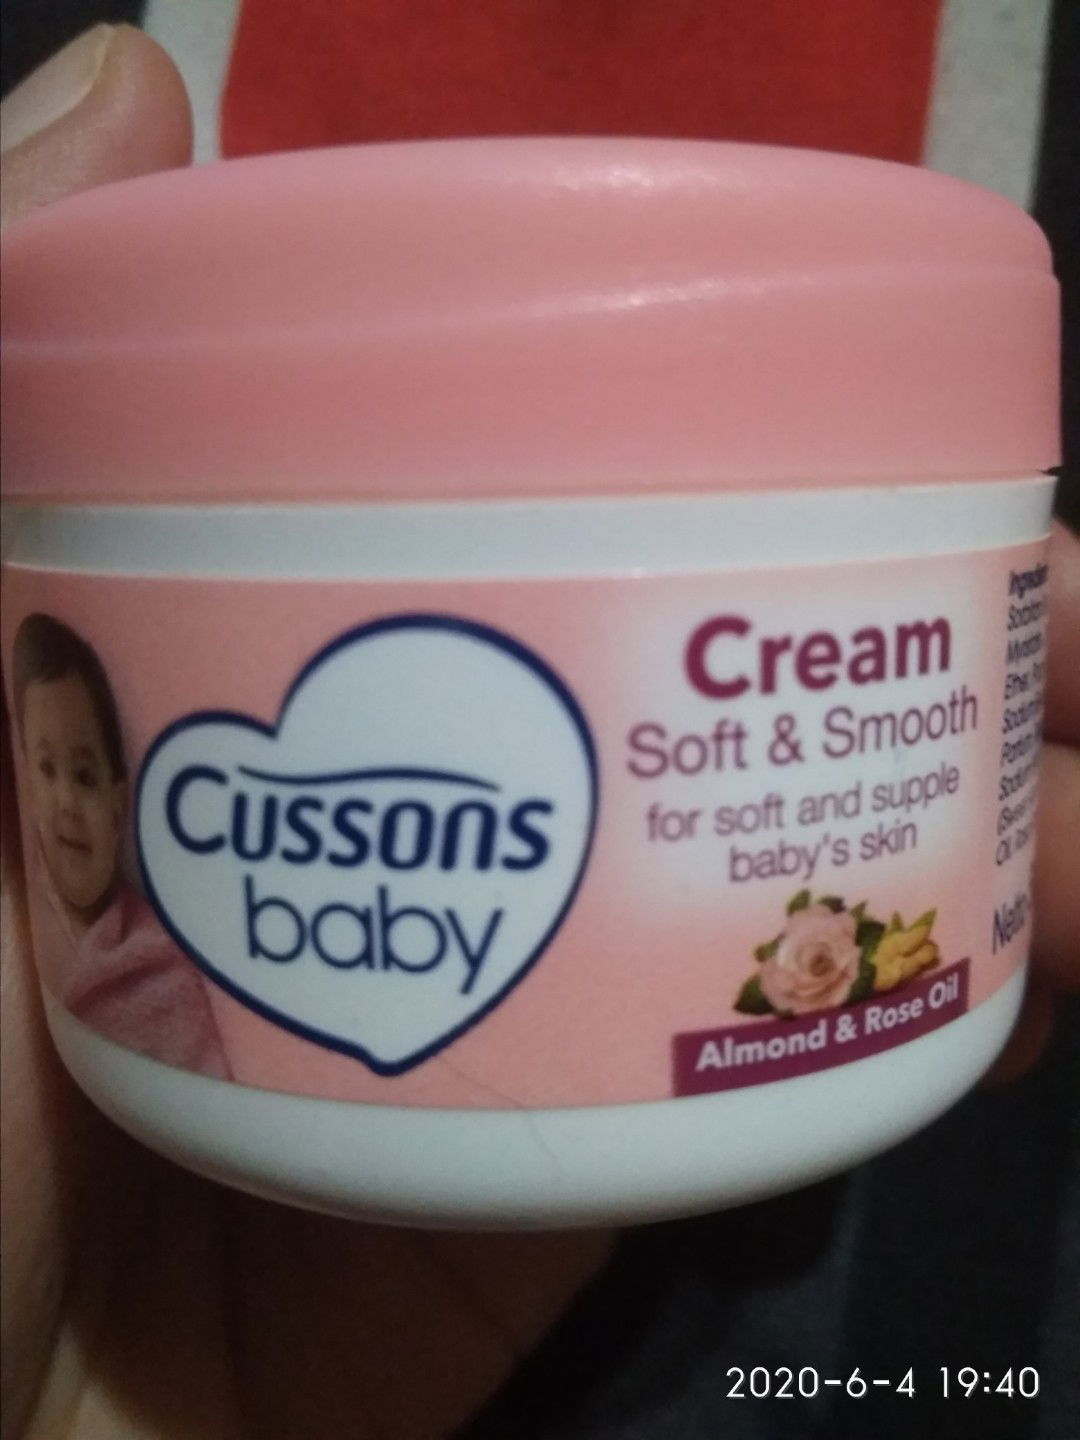 Cussons
baby
Cream
Soft & Smooth
for soft and supple
baby's skin
Almond & Rose Oil
2020-6-4 19:40